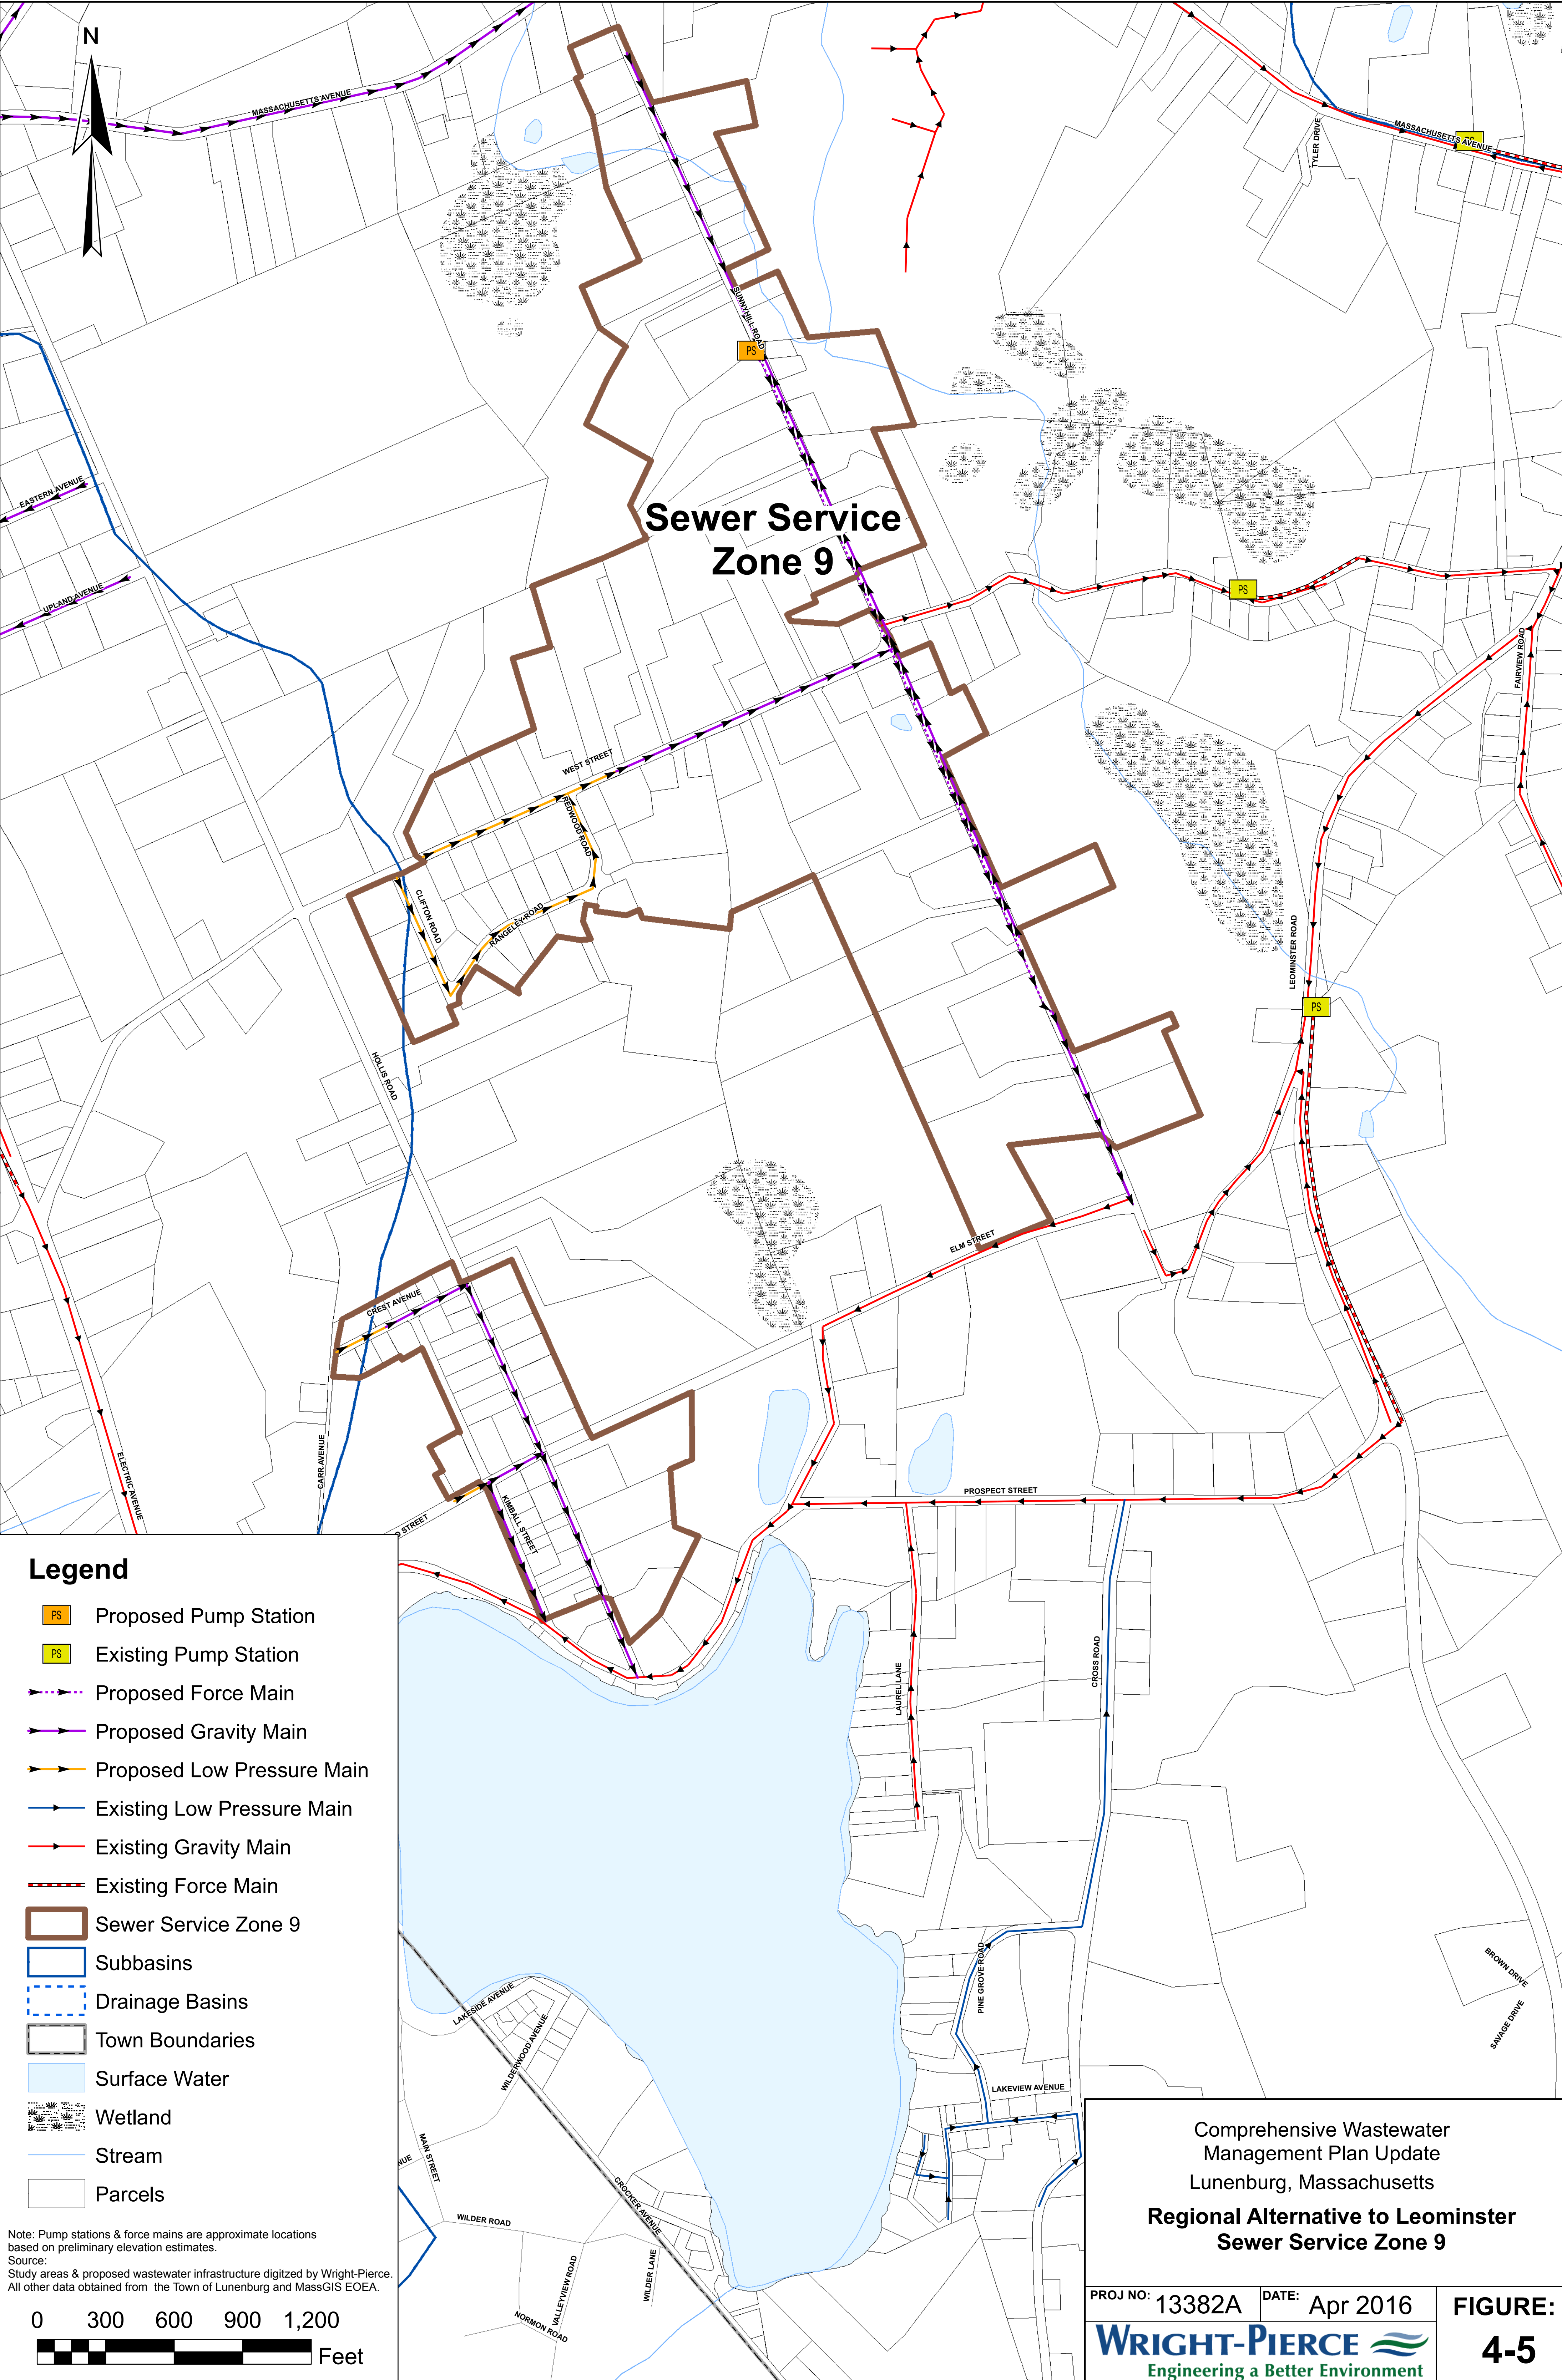 N
MASSACHUSETTS AVENUE
TYLER DRIVE
MASSACHUSETTS AVENUE
SUNNYHILL ROAD
PS
EASTERN AVENUE
Sewer Service
Zone 9
UPLAND AVENUE
PS
FAIRVIEW ROAD
WEST STREET
REDWOOD ROAD
CLIFTON ROAD
RANGELEY ROAD
LEOMINSTER ROAD
PS
HOLLIS ROAD
ELM STREET
CREST AVENUE
CARR AVENUE
ELECTRIC AVENUE
KIMBALL STREET
STREET
PROSPECT STREET
LAUREL LANE
CROSS ROAD
PINE GROVE ROAD
BROWN DRIVE
SAVAGE DRIVE
LAKESIDE AVENUE
WILDERWOOD AVENUE
LAKEVIEW AVENUE
MAIN STREET
NUE
CROCKER AVENUE
WILDER ROAD
VALLEYVIEW ROAD
WILDER LANE
NORMON ROAD
Legend
PS Proposed Pump Station
PS Existing Pump Station
Proposed Force Main
Proposed Gravity Main
Proposed Low Pressure Main
Existing Low Pressure Main
Existing Gravity Main
Existing Force Main
Sewer Service Zone 9
Subbasins
Drainage Basins
Town Boundaries
Surface Water
Wetland
Stream
Parcels
Note: Pump stations & force mains are approximate locations
based on preliminary elevation estimates.
Source:
Study areas & proposed wastewater infrastructure digitzed by Wright-Pierce.
All other data obtained from the Town of Lunenburg and MassGIS EOEA.
0 300 600 900 1,200
Feet
Comprehensive Wastewater
Management Plan Update
Lunenburg, Massachusetts
Regional Alternative to Leominster
Sewer Service Zone 9
PROJ NO: 13382A
DATE: Apr 2016
FIGURE:
4-5
WRIGHT-PIERCE
Engineering a Better Environment